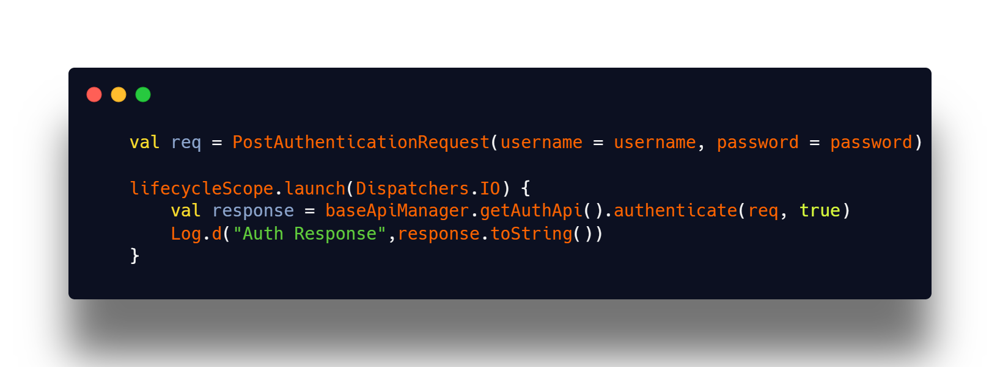 val req = PostAuthenticationRequest(username = username, password = password)
lifecycleScope.launch(Dispatchers.IO) {
    val response = baseApiManager.getAuthApi().authenticate(req, true)
    Log.d("Auth Response",response.toString())
}